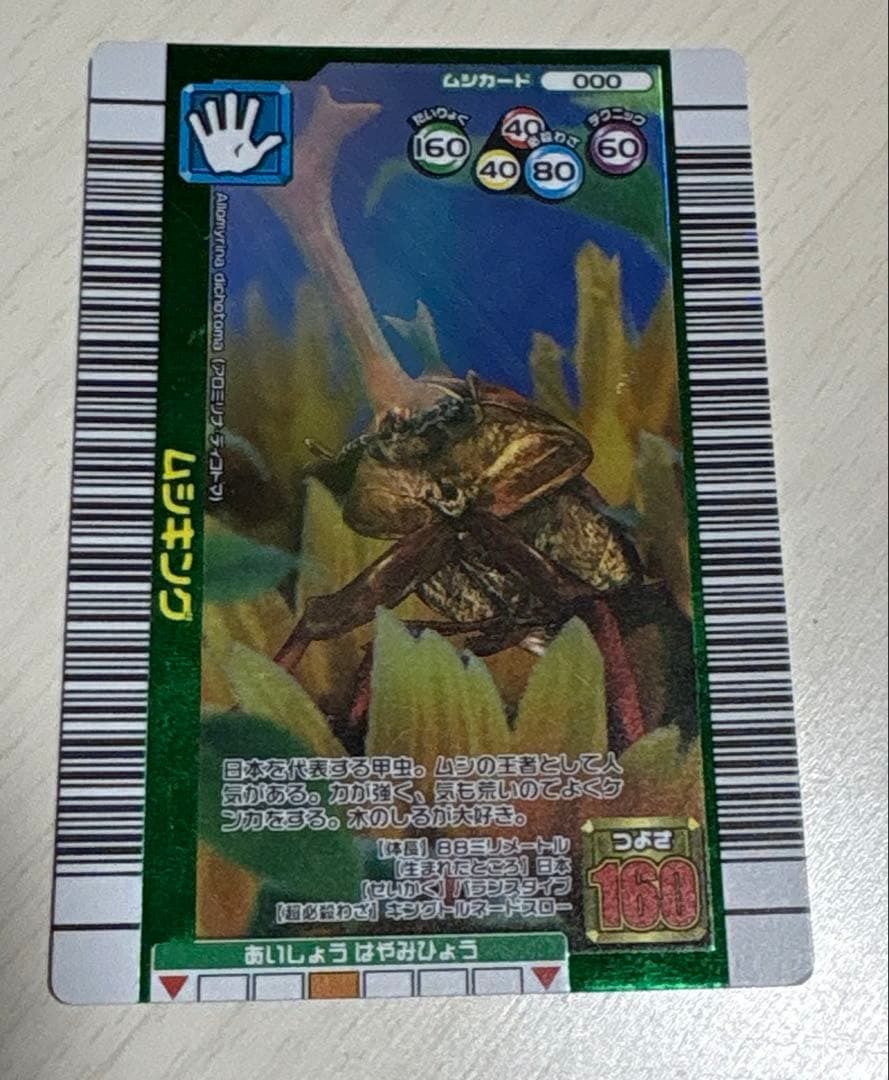 ムシカード 000
たいりょく 160
40
40
必殺わざ 80
テクニック 60
Allomyrina dichotoma (アロミリナ ディコトマ)
ムシキング
日本を代表する甲虫。ムシの王者として人
気がある。力が強く、気も荒いのでよくケ
ンカをする。木のしるが大好き。
【体長】88ミリメートル
【生まれたところ】日本
【せいかく】バランスタイプ
【超必殺わざ】キングトルネードスロー
つよさ
160
あいしょう はやみひょう